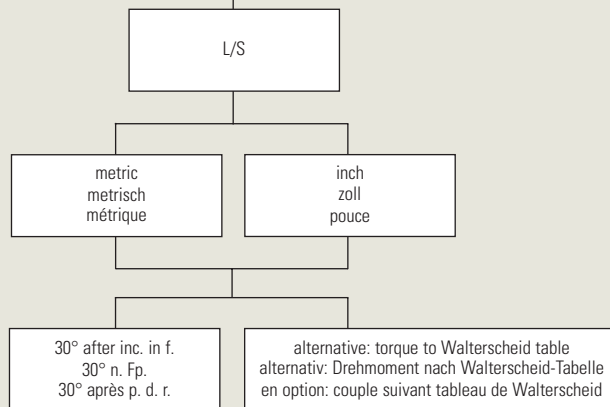 L/S
metric
metrisch
métrique
inch
zoll
pouce
30° after inc. in f.
30° n. Fp.
30° après p. d. r.
alternative: torque to Walterscheid table
alternativ: Drehmoment nach Walterscheid-Tabelle
en option: couple suivant tableau de Walterscheid